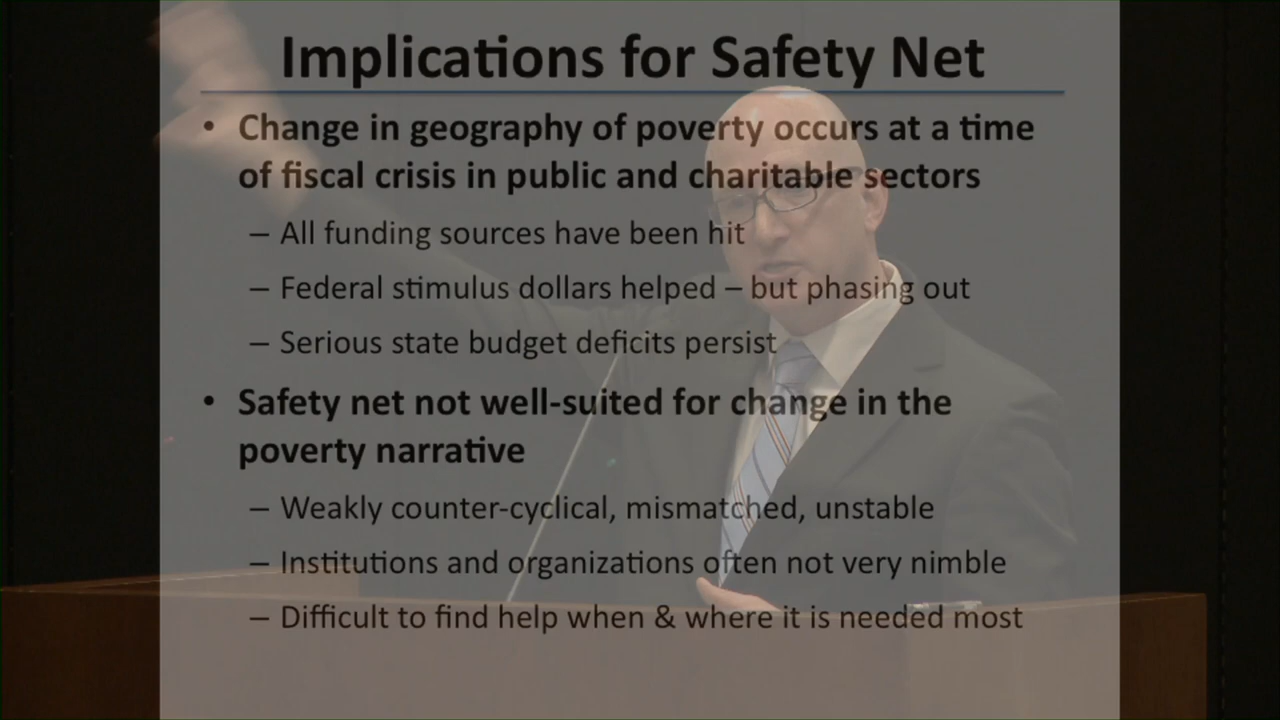 Implications for Safety Net
• Change in geography of poverty occurs at a time
of fiscal crisis in public and charitable sectors
– All funding sources have been hit
– Federal stimulus dollars helped – but phasing out
– Serious state budget deficits persist
• Safety net not well-suited for change in the
poverty narrative
– Weakly counter-cyclical, mismatched, unstable
– Institutions and organizations often not very nimble
– Difficult to find help when & where it is needed most